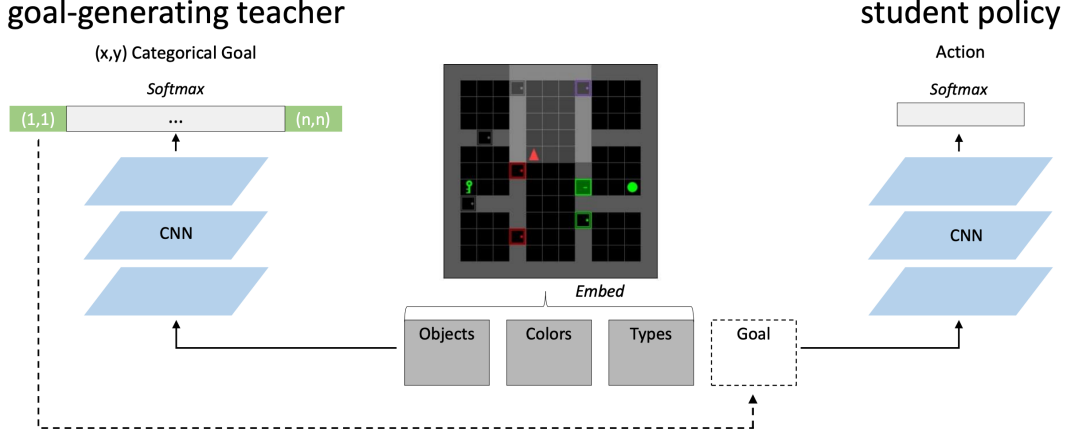 goal-generating teacher
student policy
(x,y) Categorical Goal
Action
Softmax
Softmax
(1,1)
...
(n,n)
CNN
CNN
Embed
Objects
Colors
Types
Goal